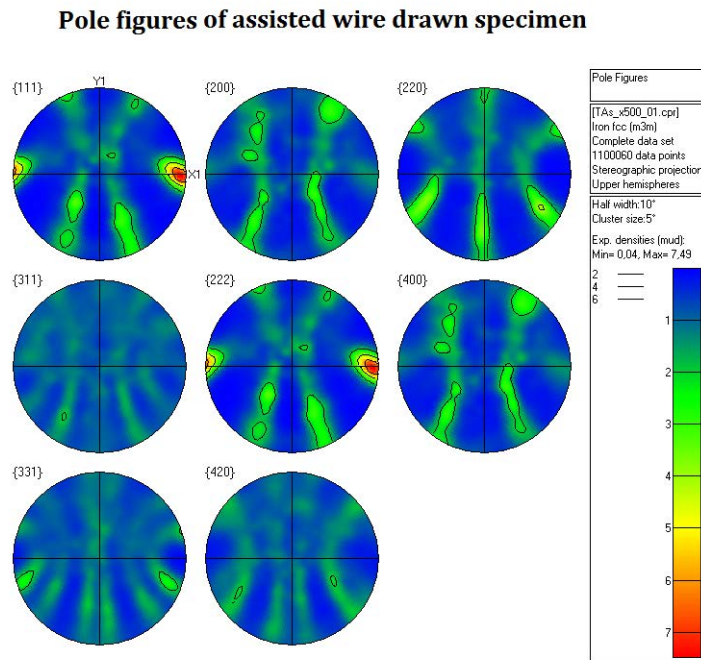 Pole figures of assisted wire drawn specimen
{111}
Y1
X1
{200}
{220}
{311}
{222}
{400}
{331}
{420}
Pole Figures
[TAs_x500_01.cpr]
Iron fcc (m3m)
Complete data set
1100060 data points
Stereographic projection
Upper hemispheres
Half width:10°
Cluster size:5°
Exp. densities (mud):
Min= 0,04, Max= 7,49
2
4
6
1
2
3
4
5
6
7